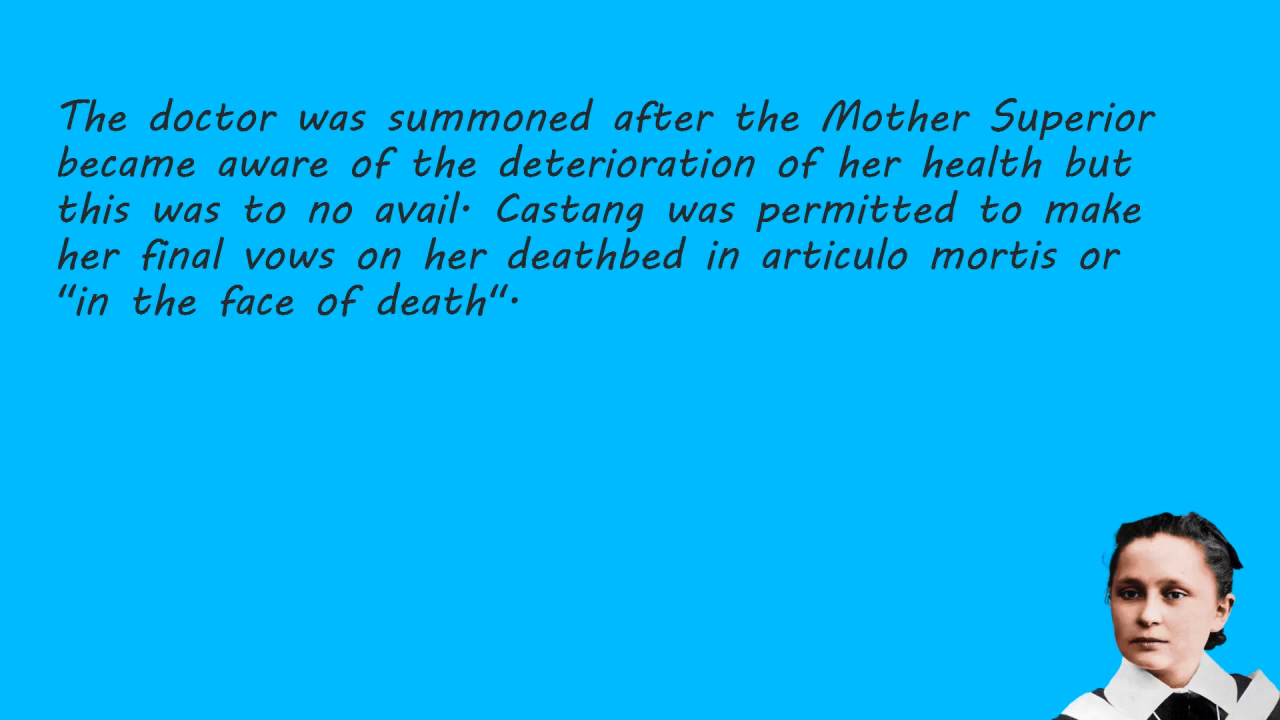 The doctor was summoned after the Mother Superior
became aware of the deterioration of her health but
this was to no avail. Castang was permitted to make
her final vows on her deathbed in articulo mortis or
“in the face of death“.